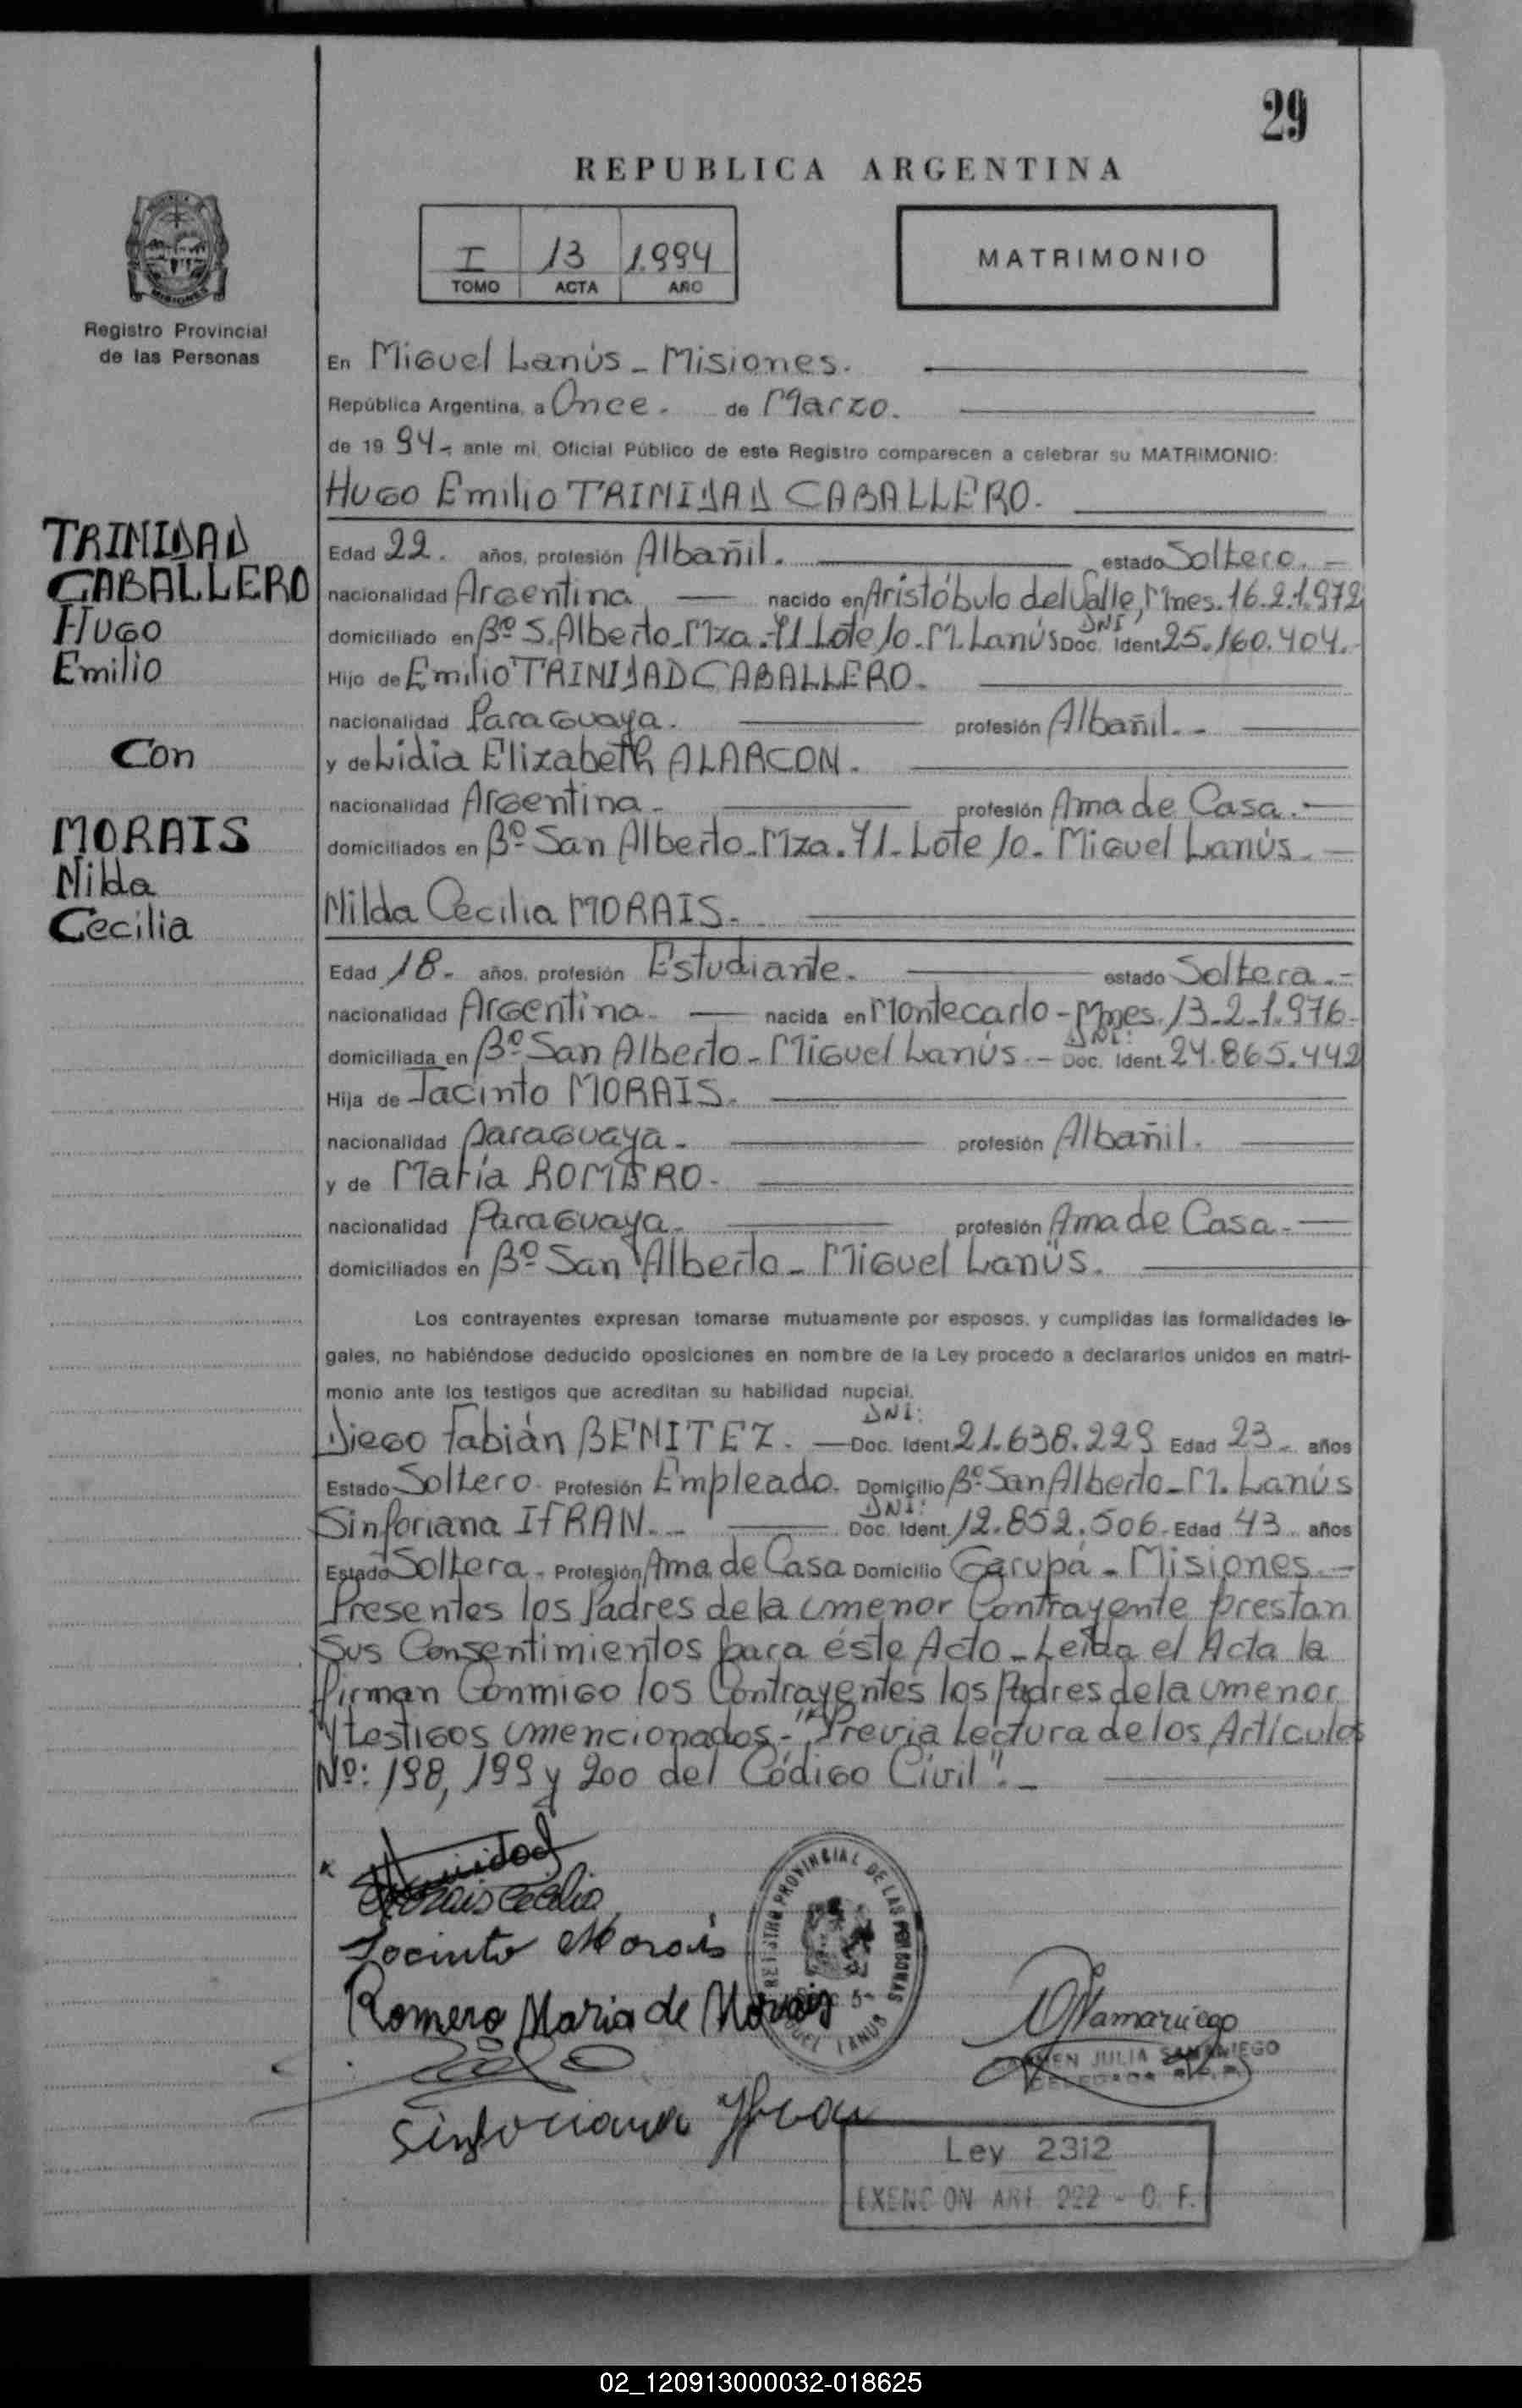 29
REPUBLICA ARGENTINA
I 13 1.994
TOMO ACTA AÑO
MATRIMONIO
MISIONES
Registro Provincial
de las Personas
En Miguel Lanús - Misiones.
República Argentina, a Once. de Marzo.
de 19 94- ante mi, Oficial Público de este Registro comparecen a celebrar su MATRIMONIO:
Hugo Emilio TRINIDAD CABALLERO.
TRINIDAD
CABALLERO
Hugo
Emilio
Con
MORAIS
Nilda
Cecilia
Edad 22. años, profesión Albañil. estado Soltero. -
nacionalidad Argentina nacido en Aristóbulo del Valle, Mnes. 16.2.1.972
domiciliado en Bº S. Alberto-Mza.-71-Lote 10-M. Lanús DNI Doc. Ident 25.160.404.
Hijo de Emilio TRINIDAD CABALLERO.
nacionalidad Paraguaya. profesión Albañil. -
y de Lidia Elizabeth ALARCON.
nacionalidad Argentina. profesión Ama de Casa.
domiciliados en Bº San Alberto-Mza.71-Lote 10- Miguel Lanús.
Nilda Cecilia MORAIS.
Edad 18. años, profesión Estudiante. estado Soltera.-
nacionalidad Argentina. nacida en Montecarlo - Mnes. 13-2-1.976-
domiciliada en Bº San Alberto - Miguel Lanús. - DNI: Doc. Ident. 24.865.442
Hija de Jacinto MORAIS.
nacionalidad Paraguaya. profesión Albañil.
y de María ROMERO.
nacionalidad Paraguaya. profesión Ama de Casa.
domiciliados en Bº San Alberto - Miguel Lanús.
Los contrayentes expresan tomarse mutuamente por esposos, y cumplidas las formalidades le-
gales, no habiéndose deducido oposiciones en nombre de la Ley procedo a declararlos unidos en matri-
monio ante los testigos que acreditan su habilidad nupcial.
Diego Fabián BENITEZ. DNI: Doc. Ident 21.638.229 Edad 23. años
Estado Soltero. Profesión Empleado. Domicilio Bº San Alberto-M. Lanús
Sinforiana IFRAN. - DNI: Doc. Ident. 12.852.506. Edad 43 años
Estado Soltera. Profesión Ama de Casa Domicilio Garupá - Misiones.
Presentes los Padres de la menor Contrayente prestan
sus Consentimientos para éste Acto - Leída el Acta la
firman Conmigo los Contrayentes los Padres de la menor
y testigos mencionados.- "Previa Lectura de los Artículos
Nº: 198, 199 y 200 del Código Civil". -
Trinidad
Morais Cecilia
Jacinto Morais
Romero Maria de Morais
Sinforiana Ifran
REGISTRO PROVINCIAL DE LAS PERSONAS
MIGUEL LANUS
CARMEN JULIA SAMANIEGO
Ley 2312
EXENCION ART. 222 - C. F.
02_120913000032-018625